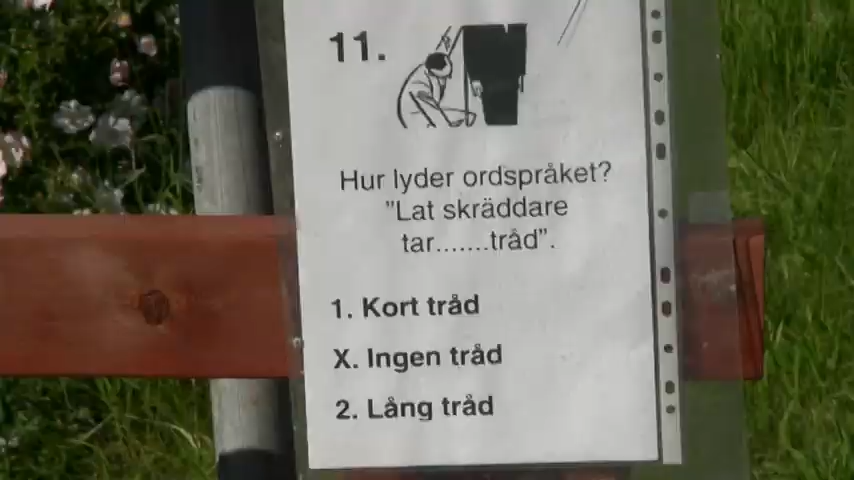 11.
Hur lyder ordspråket?
"Lat skräddare
tar.......tråd".
1. Kort tråd
X. Ingen tråd
2. Lång tråd